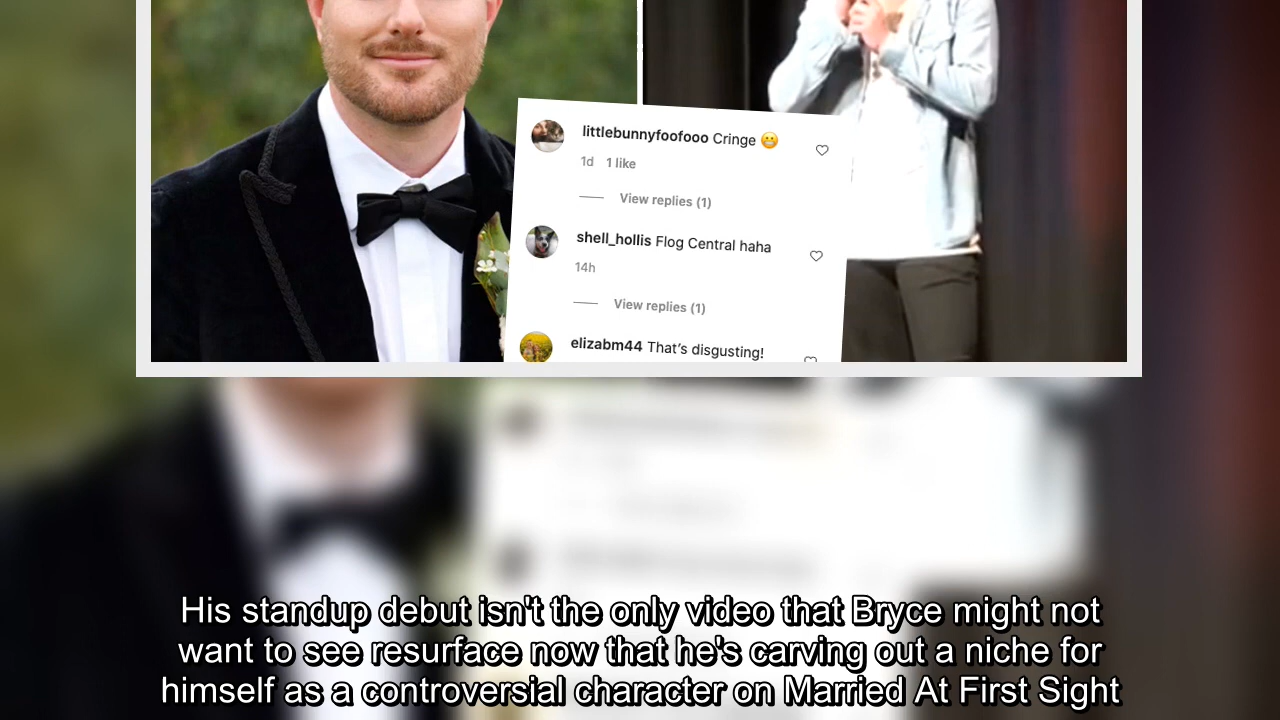 littlebunnyfoofooo Cringe 😬
1d 1 like
View replies (1)
shell_hollis Flog Central haha
14h
View replies (1)
elizabm44 That's disgusting!
His standup debut isn't the only video that Bryce might not
want to see resurface now that he's carving out a niche for
himself as a controversial character on Married At First Sight